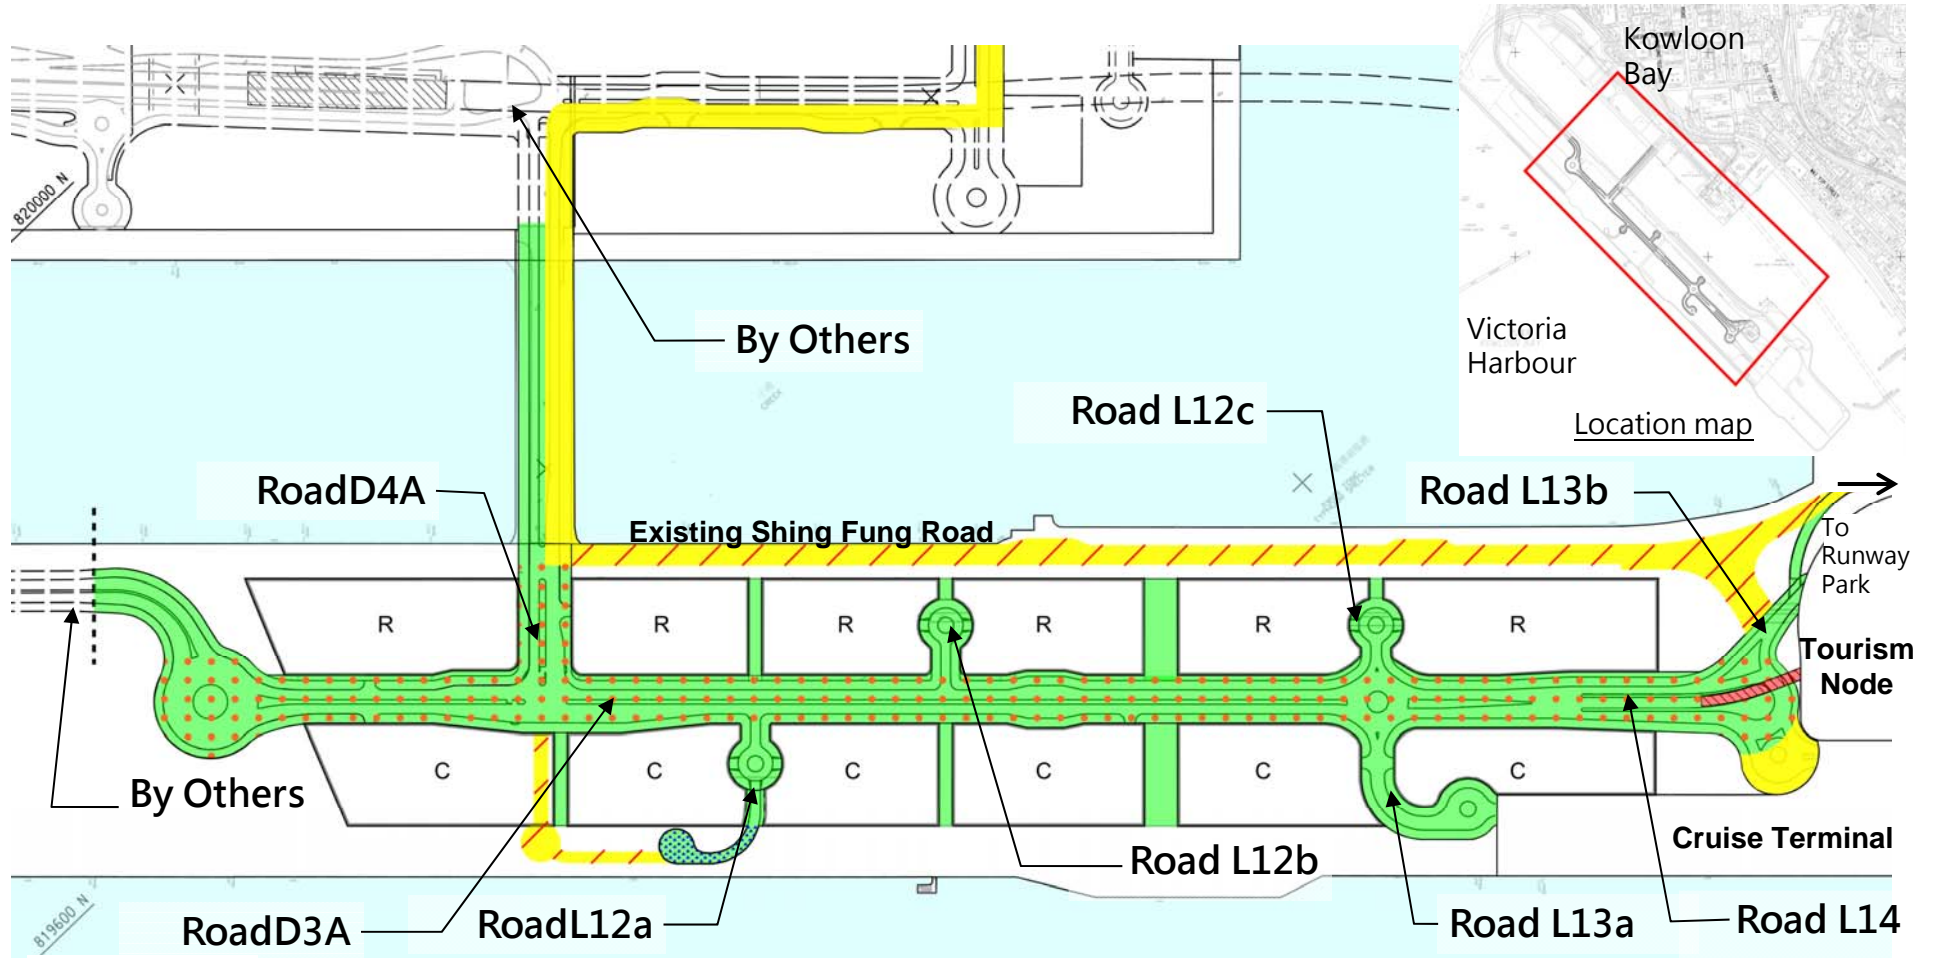 Kowloon
Bay
820000 N
By Others
Victoria
Harbour
Location map
Road L12c
RoadD4A
Road L13b
Existing Shing Fung Road
To
Runway
Park
R
R
R
R
R
R
Tourism
Node
C
C
C
C
C
C
By Others
Cruise Terminal
Road L12b
819600 N
RoadD3A
RoadL12a
Road L13a
Road L14